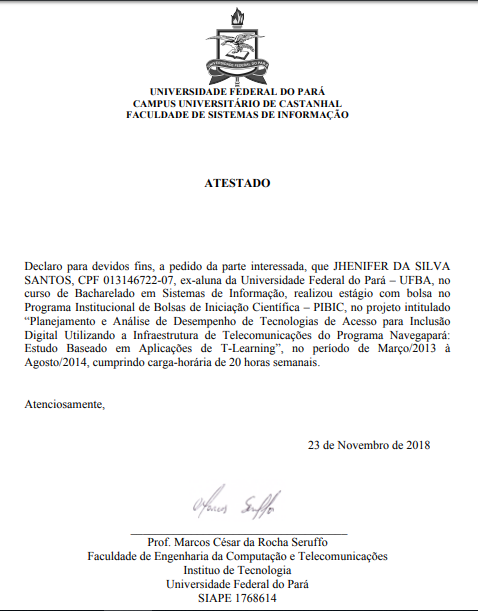 UNIVERSIDADE FEDERAL DO PARÁ
UNIVERSIDADE FEDERAL DO PARÁ
CAMPUS UNIVERSITÁRIO DE CASTANHAL
FACULDADE DE SISTEMAS DE INFORMAÇÃO
ATESTADO
Declaro para devidos fins, a pedido da parte interessada, que JHENIFER DA SILVA
SANTOS, CPF 013146722-07, ex-aluna da Universidade Federal do Pará – UFBA, no
curso de Bacharelado em Sistemas de Informação, realizou estágio com bolsa no
Programa Institucional de Bolsas de Iniciação Científica – PIBIC, no projeto intitulado
“Planejamento e Análise de Desempenho de Tecnologias de Acesso para Inclusão
Digital Utilizando a Infraestrutura de Telecomunicações do Programa Navegapará:
Estudo Baseado em Aplicações de T-Learning”, no período de Março/2013 à
Agosto/2014, cumprindo carga-horária de 20 horas semanais.
Atenciosamente,
23 de Novembro de 2018
Marcos Seruffo
Prof. Marcos César da Rocha Seruffo
Faculdade de Engenharia da Computação e Telecomunicações
Instituo de Tecnologia
Universidade Federal do Pará
SIAPE 1768614